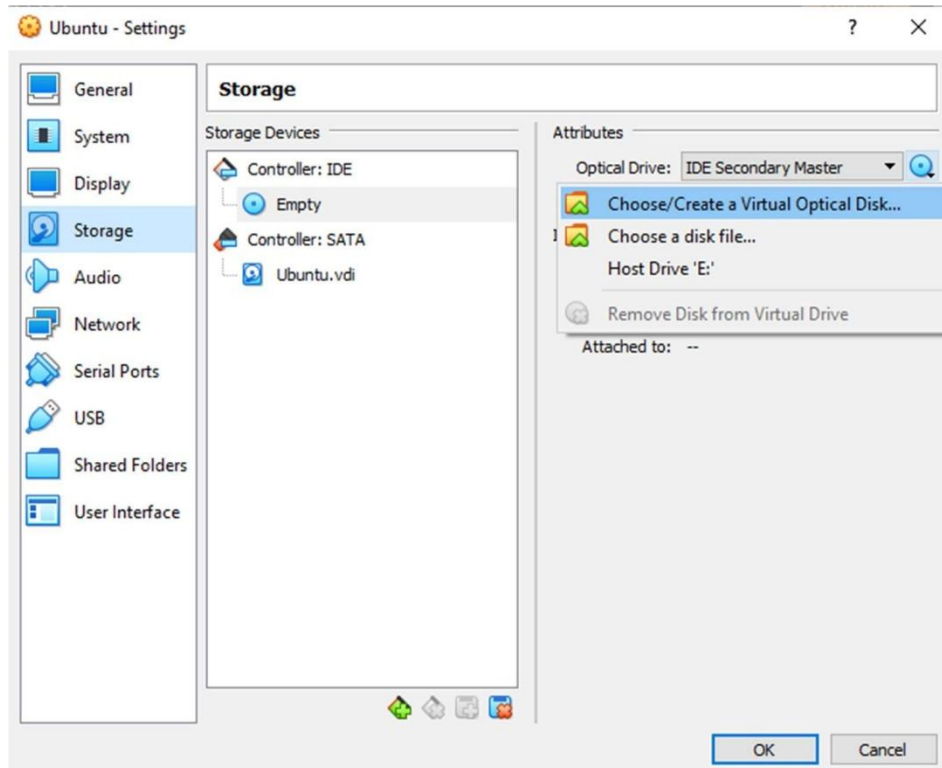 Ubuntu - Settings
?
General
System
Display
Storage
Audio
Network
Serial Ports
USB
Shared Folders
User Interface
Storage
Storage Devices
Controller: IDE
Empty
Controller: SATA
Ubuntu.vdi
Attributes
Optical Drive: IDE Secondary Master
Choose/Create a Virtual Optical Disk...
Choose a disk file...
Host Drive 'E:'
Remove Disk from Virtual Drive
Attached to: --
OK
Cancel